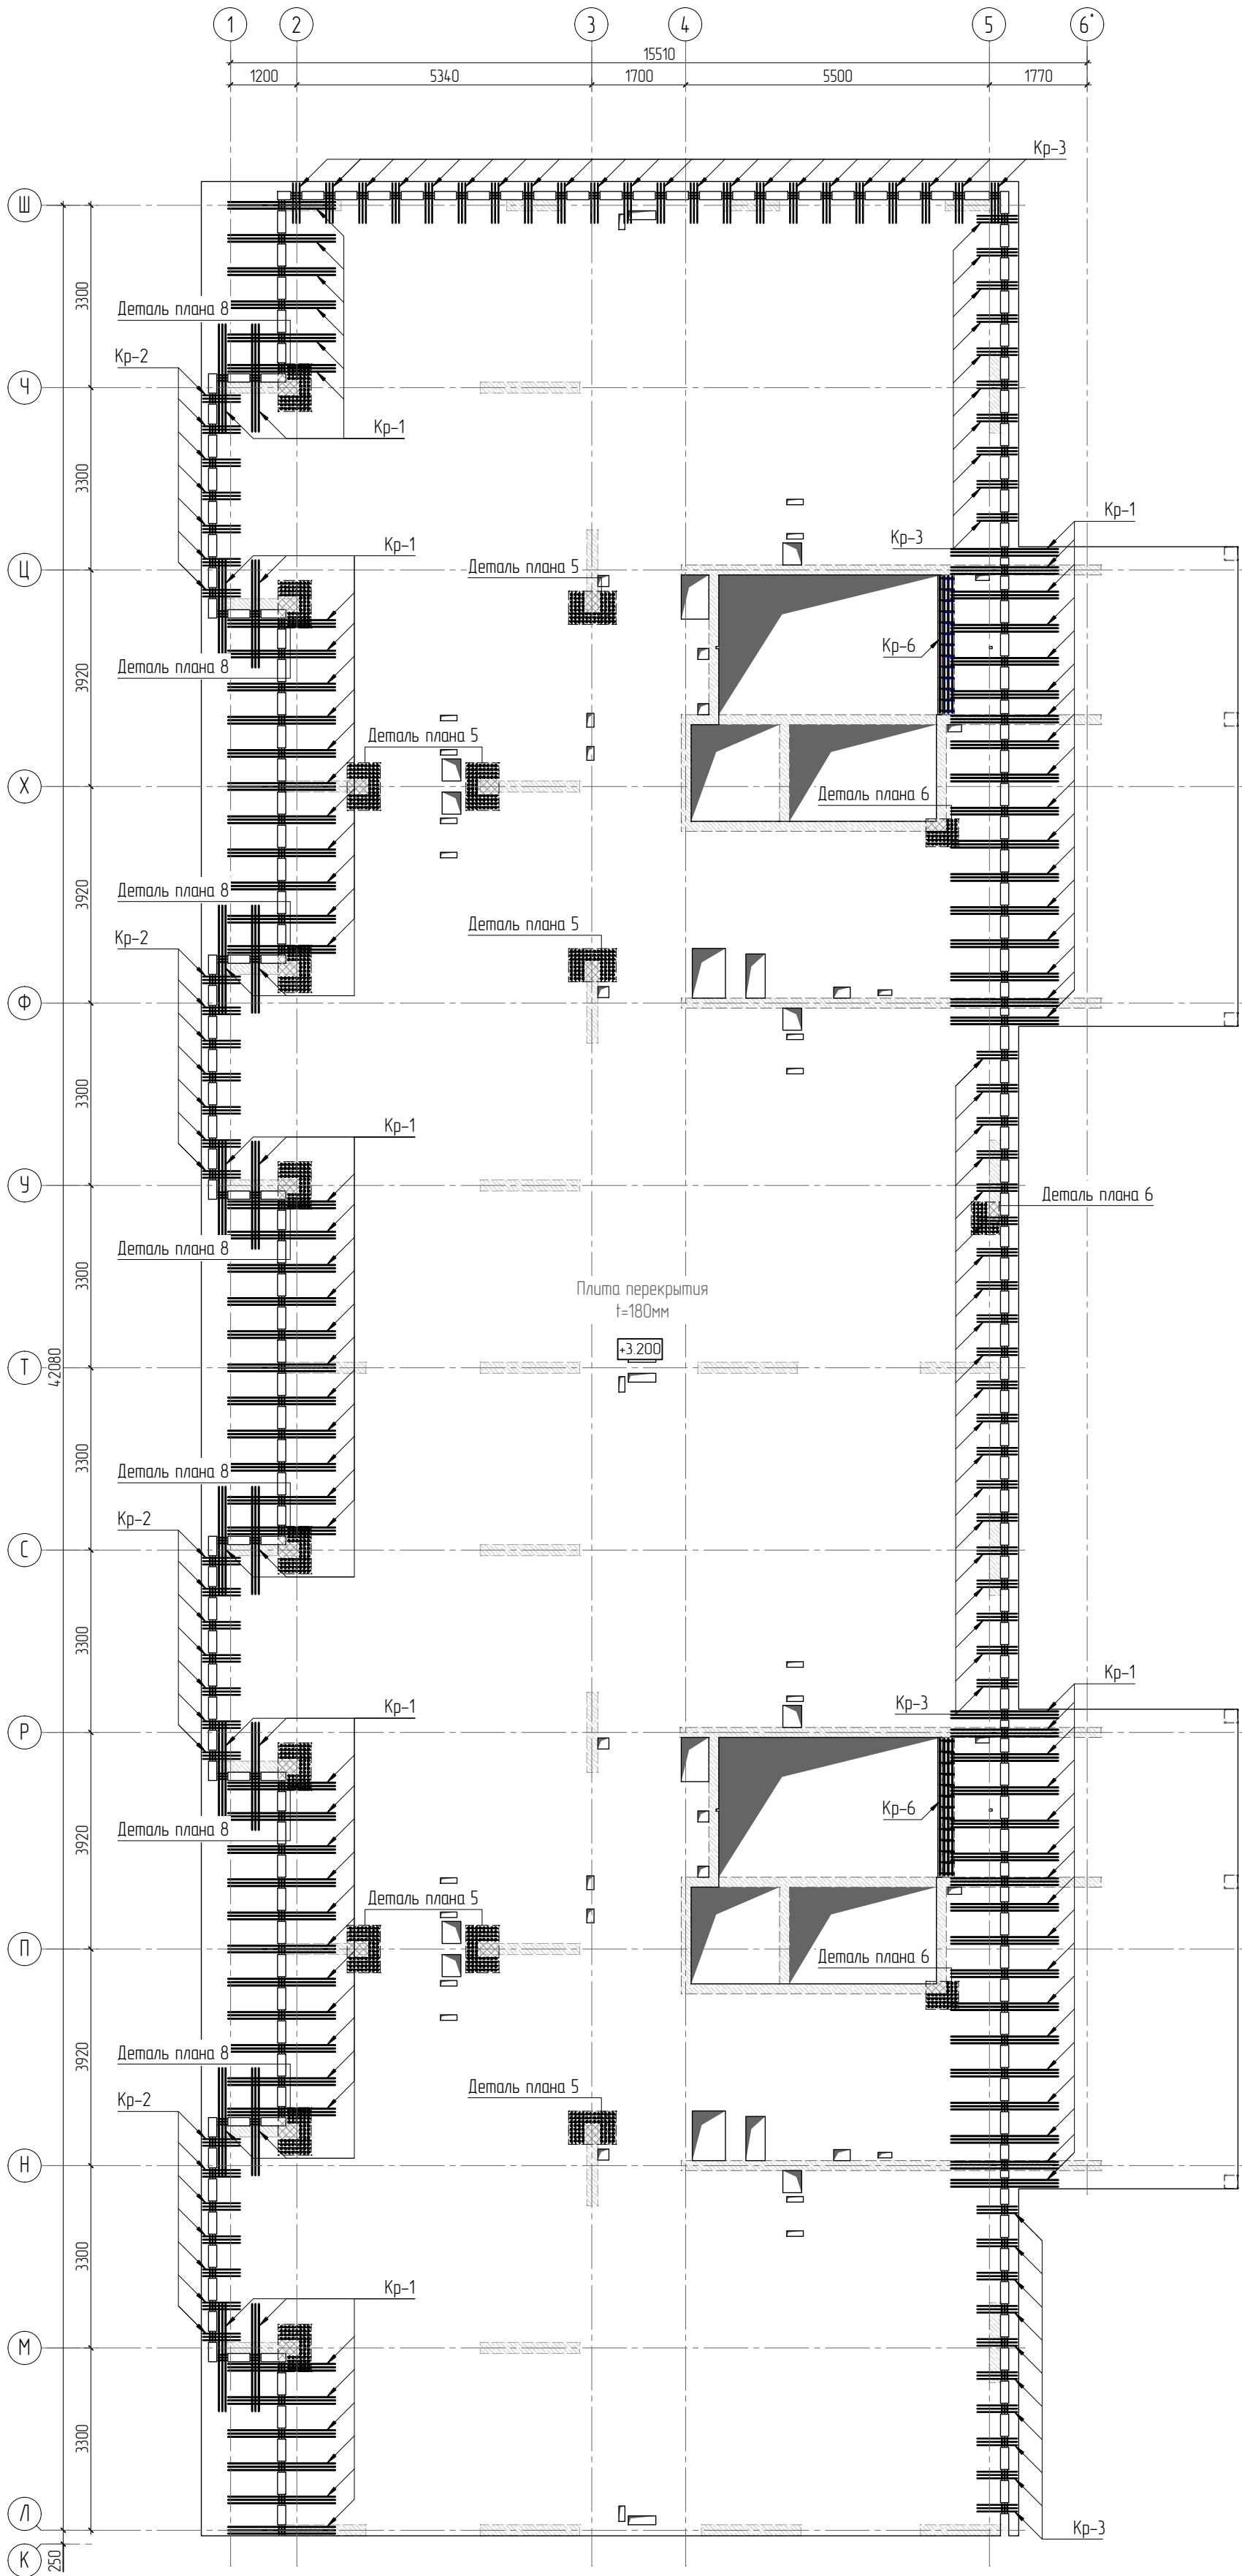 1 2 3 4 5 6*
15510
1200 5340 1700 5500 1770
Кр-3
Ш
3300
Деталь плана 8
Кр-2
Ч
Кр-1
3300
Кр-1
Кр-1
Кр-3
Ц
Деталь плана 5
Кр-6
Деталь плана 8
3920
Деталь плана 5
Х
Деталь плана 6
3920
Деталь плана 8
Деталь плана 5
Кр-2
Ф
3300
Кр-1
У
Деталь плана 6
Деталь плана 8
3300
Плита перекрытия
t=180мм
+3.200
Т
42080
3300
Деталь плана 8
Кр-2
С
3300
Кр-1
Кр-1
Кр-3
Р
Кр-6
Деталь плана 8
3920
Деталь плана 5
П
Деталь плана 6
3920
Деталь плана 8
Деталь плана 5
Кр-2
Н
3300
Кр-1
М
3300
Л
Кр-3
К
250